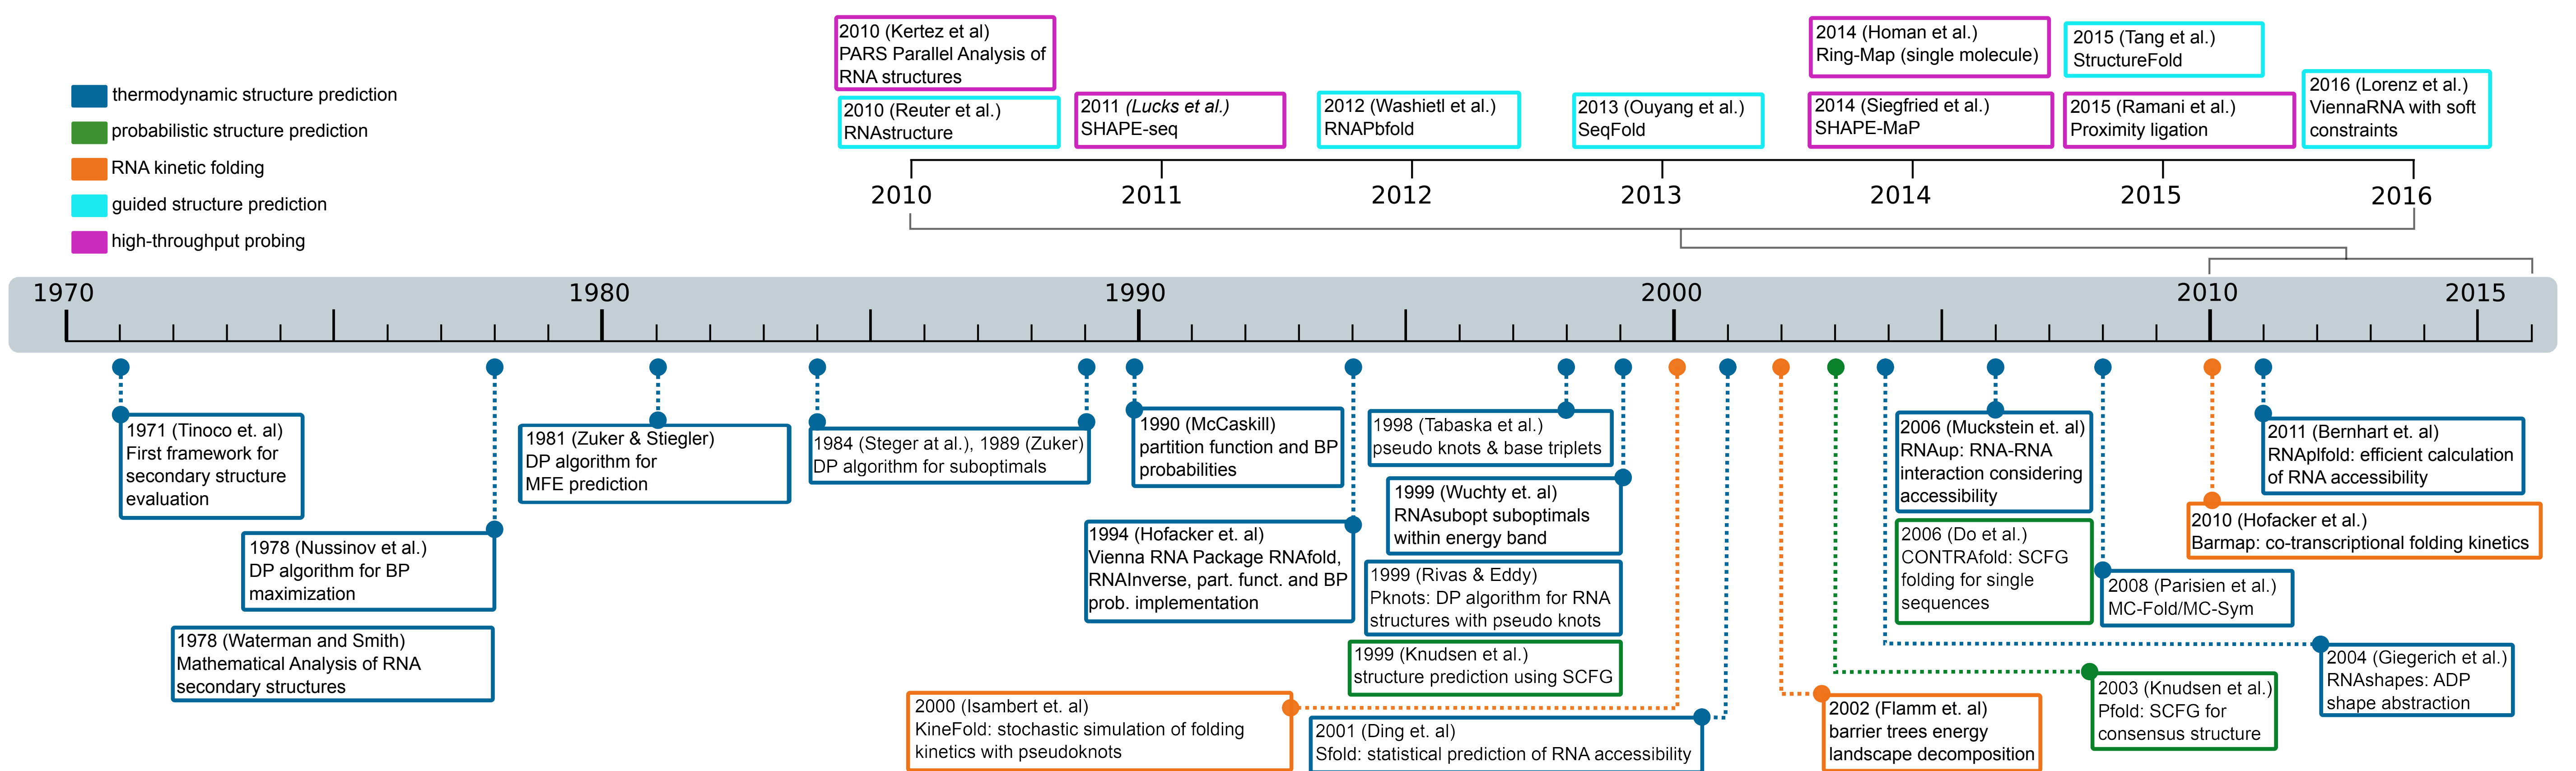 2010 (Kertez et al)
PARS Parallel Analysis of
RNA structures
2010 (Reuter et al.)
RNAstructure
2011 (Lucks et al.)
SHAPE-seq
2012 (Washietl et al.)
RNAPbfold
2013 (Ouyang et al.)
SeqFold
2014 (Homan et al.)
Ring-Map (single molecule)
2014 (Siegfried et al.)
SHAPE-MaP
2015 (Tang et al.)
StructureFold
2015 (Ramani et al.)
Proximity ligation
2016 (Lorenz et al.)
ViennaRNA with soft
constraints
thermodynamic structure prediction
probabilistic structure prediction
RNA kinetic folding
guided structure prediction
high-throughput probing
2010 2011 2012 2013 2014 2015 2016
1970 1980 1990 2000 2010 2015
1971 (Tinoco et. al)
First framework for
secondary structure
evaluation
1978 (Nussinov et al.)
DP algorithm for BP
maximization
1978 (Waterman and Smith)
Mathematical Analysis of RNA
secondary structures
1981 (Zuker & Stiegler)
DP algorithm for
MFE prediction
1984 (Steger at al.), 1989 (Zuker)
DP algorithm for suboptimals
1990 (McCaskill)
partition function and BP
probabilities
1994 (Hofacker et. al)
Vienna RNA Package RNAfold,
RNAInverse, part. funct. and BP
prob. implementation
1998 (Tabaska et al.)
pseudo knots & base triplets
1999 (Wuchty et. al)
RNAsubopt suboptimals
within energy band
1999 (Rivas & Eddy)
Pknots: DP algorithm for RNA
structures with pseudo knots
1999 (Knudsen et al.)
structure prediction using SCFG
2000 (Isambert et. al)
KineFold: stochastic simulation of folding
kinetics with pseudoknots
2001 (Ding et. al)
Sfold: statistical prediction of RNA accessibility
2002 (Flamm et. al)
barrier trees energy
landscape decomposition
2003 (Knudsen et al.)
Pfold: SCFG for
consensus structure
2004 (Giegerich et al.)
RNAshapes: ADP
shape abstraction
2006 (Muckstein et. al)
RNAup: RNA-RNA
interaction considering
accessibility
2006 (Do et al.)
CONTRAfold: SCFG
folding for single
sequences
2008 (Parisien et al.)
MC-Fold/MC-Sym
2010 (Hofacker et al.)
Barmap: co-transcriptional folding kinetics
2011 (Bernhart et. al)
RNAplfold: efficient calculation
of RNA accessibility